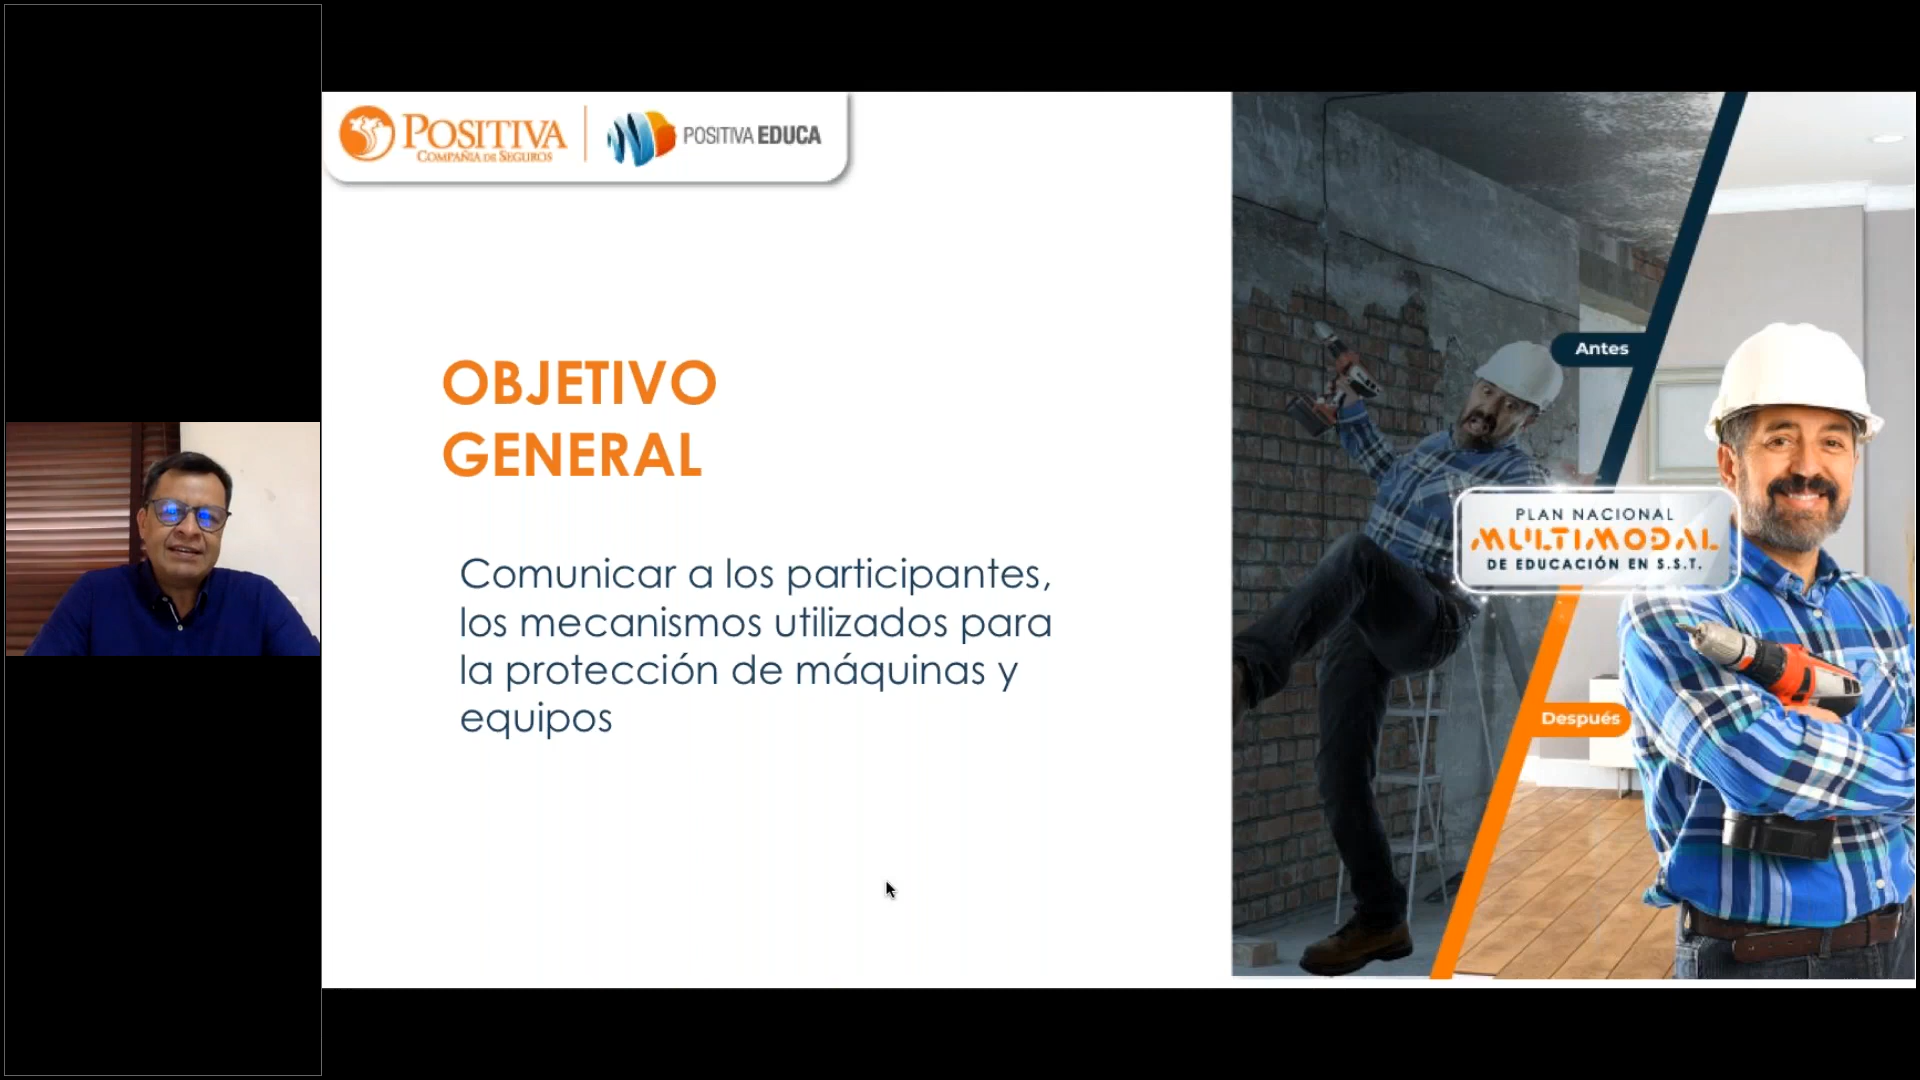 POSITIVA
COMPAÑIA DE SEGUROS
POSITIVA EDUCA
OBJETIVO
GENERAL
Comunicar a los participantes,
los mecanismos utilizados para
la protección de máquinas y
equipos
Antes
PLAN NACIONAL
MULTIMODAL
DE EDUCACIÓN EN S.S.T.
Después